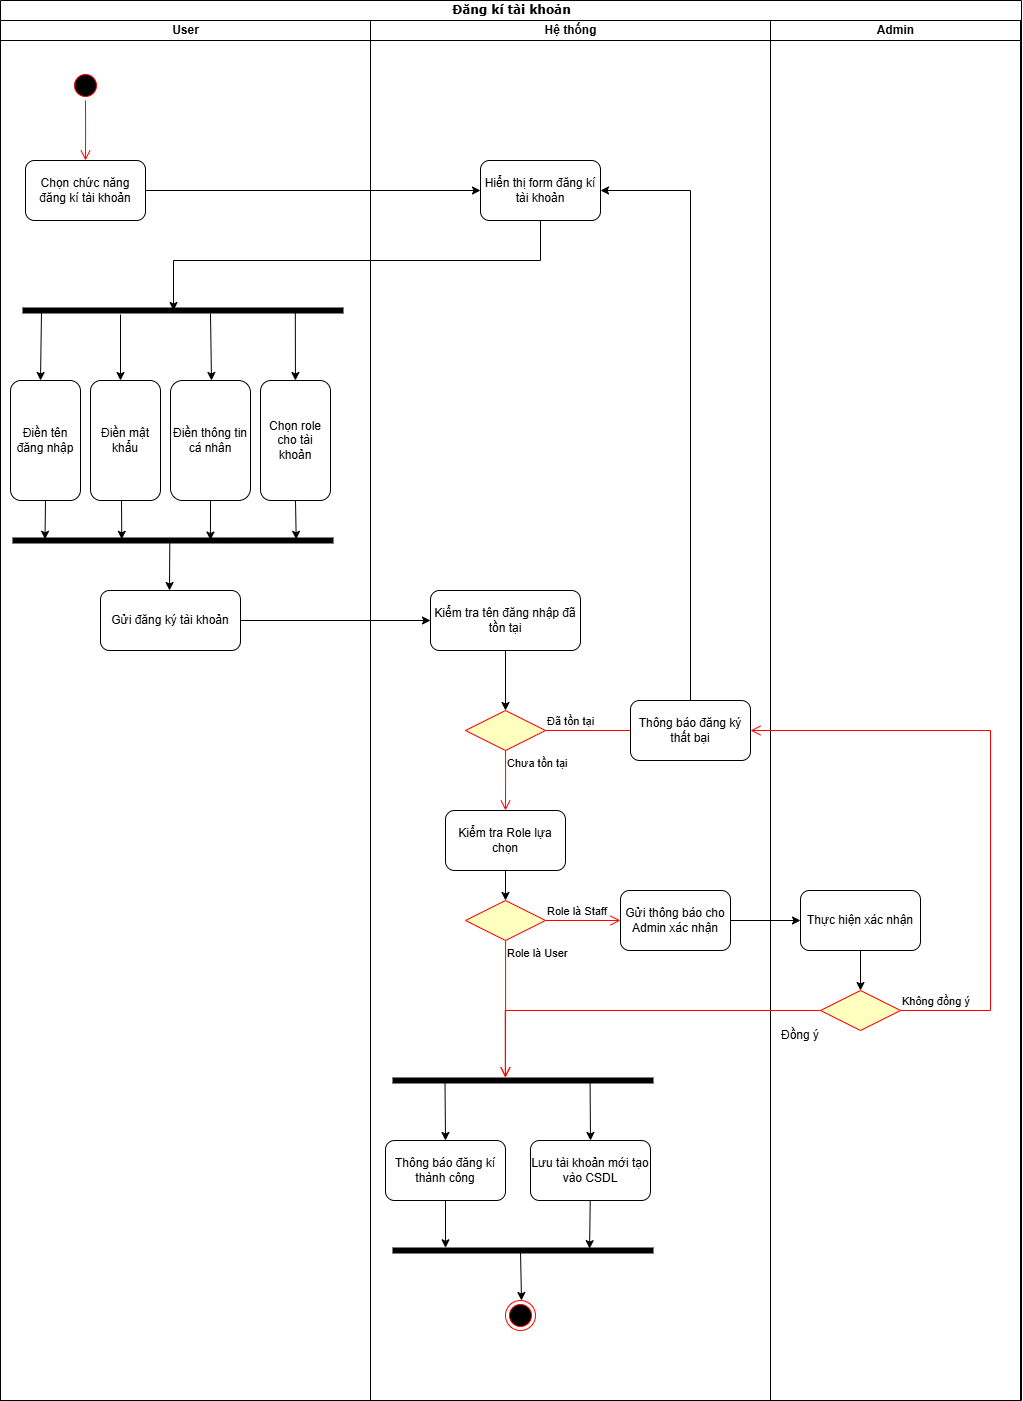 Đăng kí tài khoản
User
Hệ thống
Admin
Chọn chức năng
đăng kí tài khoản
Hiển thị form đăng kí
tài khoản
Điền tên
đăng nhập
Điền mật
khẩu
Điền thông tin
cá nhân
Chọn role
cho tài
khoản
Gửi đăng ký tài khoản
Kiểm tra tên đăng nhập đã
tồn tại
Đã tồn tại
Thông báo đăng ký
thất bại
Chưa tồn tại
Kiểm tra Role lựa
chọn
Role là Staff
Gửi thông báo cho
Admin xác nhận
Thực hiện xác nhận
Role là User
Không đồng ý
Đồng ý
Thông báo đăng kí
thành công
Lưu tài khoản mới tạo
vào CSDL